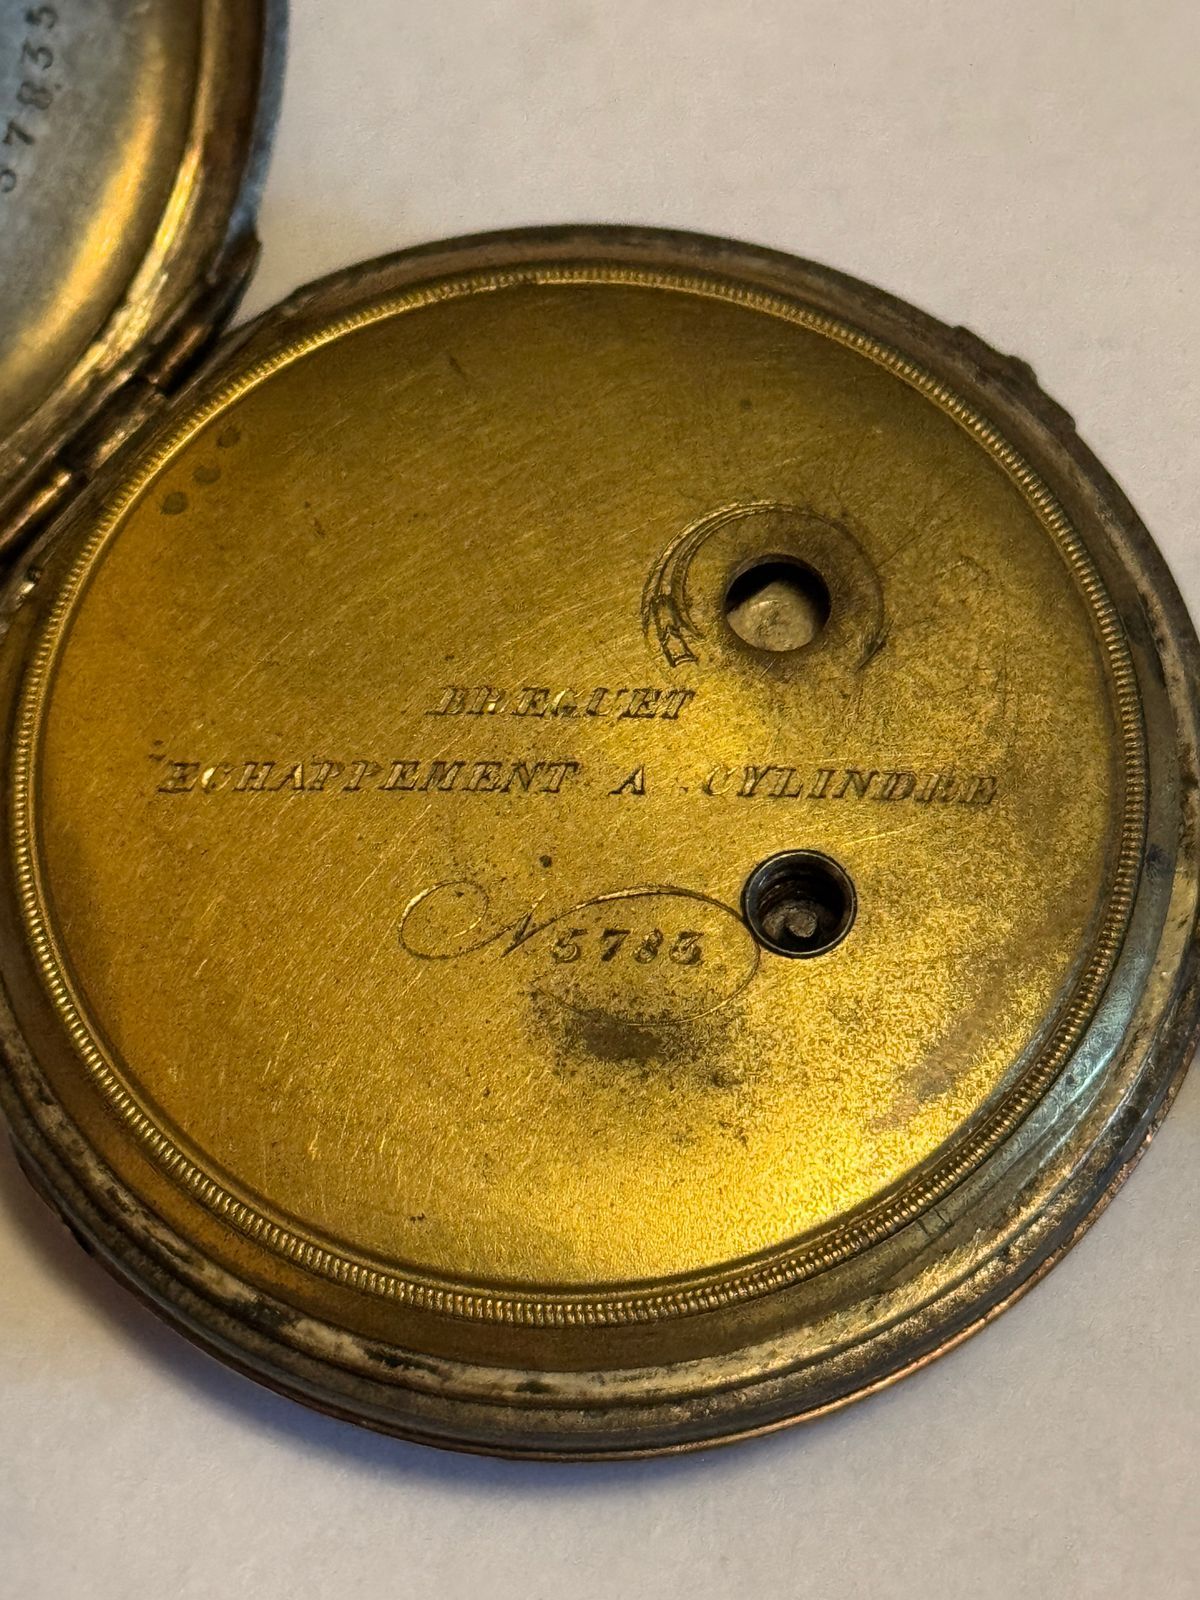 57835
BREGUET
ECHAPPEMENT A CYLINDRE
N 5783